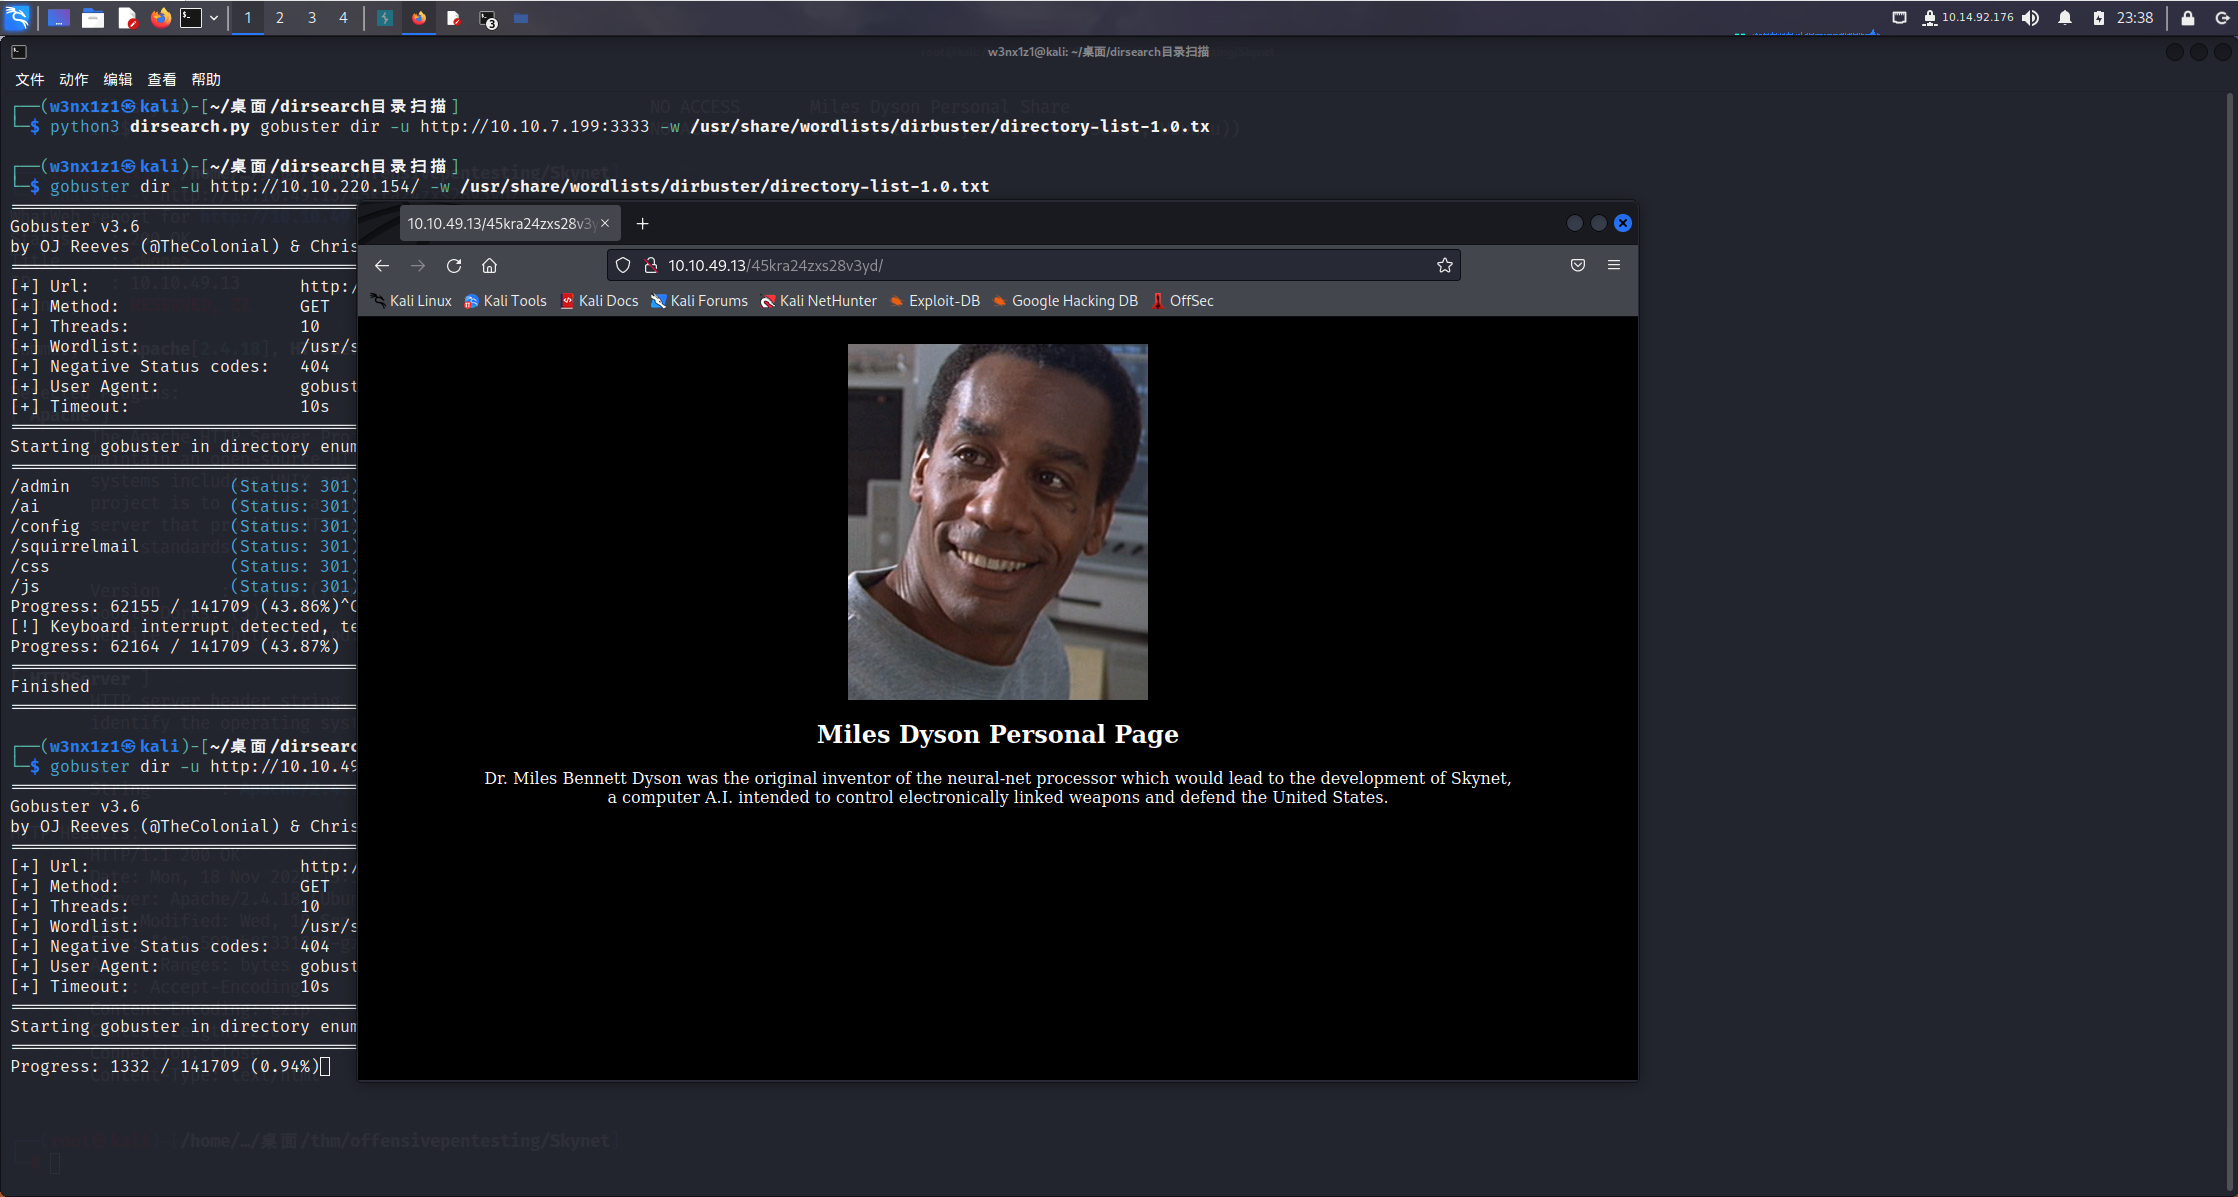 1 2 3 4 3 10.14.92.176 23:38
w3nx1z1@kali: ~/桌面/dirsearch目录扫描
文件 动作 编辑 查看 帮助
NO ACCESS Miles Dyson Personal Share
┌──(w3nx1z1㉿kali)-[~/桌面/dirsearch目录扫描]
└─$ python3 dirsearch.py gobuster dir -u http://10.10.7.199:3333 -w /usr/share/wordlists/dirbuster/directory-list-1.0.tx
┌──(w3nx1z1㉿kali)-[~/桌面/dirsearch目录扫描]
└─$ gobuster dir -u http://10.10.220.154/ -w /usr/share/wordlists/dirbuster/directory-list-1.0.txt
Gobuster v3.6
by OJ Reeves (@TheColonial) & Chris
[+] Url: http:/
[+] Method: GET
[+] Threads: 10
[+] Wordlist: /usr/s
[+] Negative Status codes: 404
[+] User Agent: gobust
[+] Timeout: 10s
Starting gobuster in directory enum
/admin (Status: 301)
/ai (Status: 301)
/config (Status: 301)
/squirrelmail (Status: 301)
/css (Status: 301)
/js (Status: 301)
Progress: 62155 / 141709 (43.86%)^C
[!] Keyboard interrupt detected, te
Progress: 62164 / 141709 (43.87%)
Finished
┌──(w3nx1z1㉿kali)-[~/桌面/dirsearc
└─$ gobuster dir -u http://10.10.49
Gobuster v3.6
by OJ Reeves (@TheColonial) & Chris
[+] Url: http:/
[+] Method: GET
[+] Threads: 10
[+] Wordlist: /usr/s
[+] Negative Status codes: 404
[+] User Agent: gobust
[+] Timeout: 10s
Starting gobuster in directory enum
Progress: 1332 / 141709 (0.94%)
/home/…/桌面/thm/offensivepentesting/Skynet
10.10.49.13/45kra24zxs28v3y
10.10.49.13/45kra24zxs28v3yd/
Kali Linux Kali Tools Kali Docs Kali Forums Kali NetHunter Exploit-DB Google Hacking DB OffSec
Miles Dyson Personal Page
Dr. Miles Bennett Dyson was the original inventor of the neural-net processor which would lead to the development of Skynet,
a computer A.I. intended to control electronically linked weapons and defend the United States.